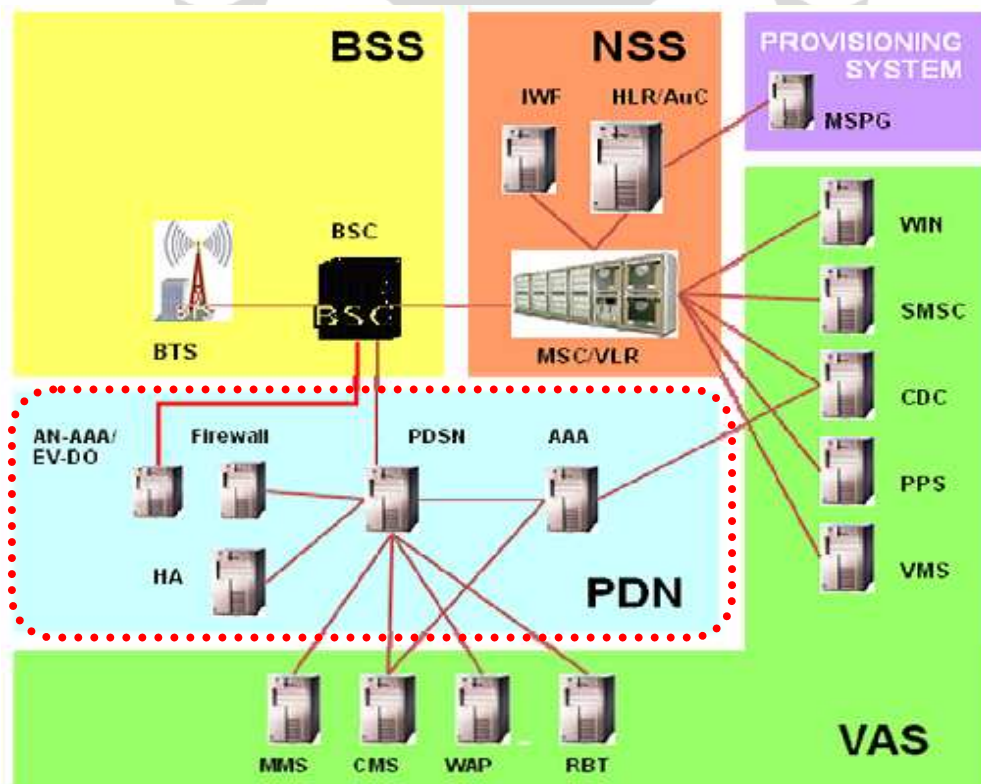 BSS
NSS
PROVISIONING
SYSTEM
IWF
HLR/AuC
MSPG
BSC
BSC
BTS
BTS
MSC/VLR
WIN
SMSC
CDC
PPS
VMS
AN-AAA/
EV-DO
Firewall
PDSN
AAA
HA
PDN
MMS
CMS
WAP
RBT
VAS